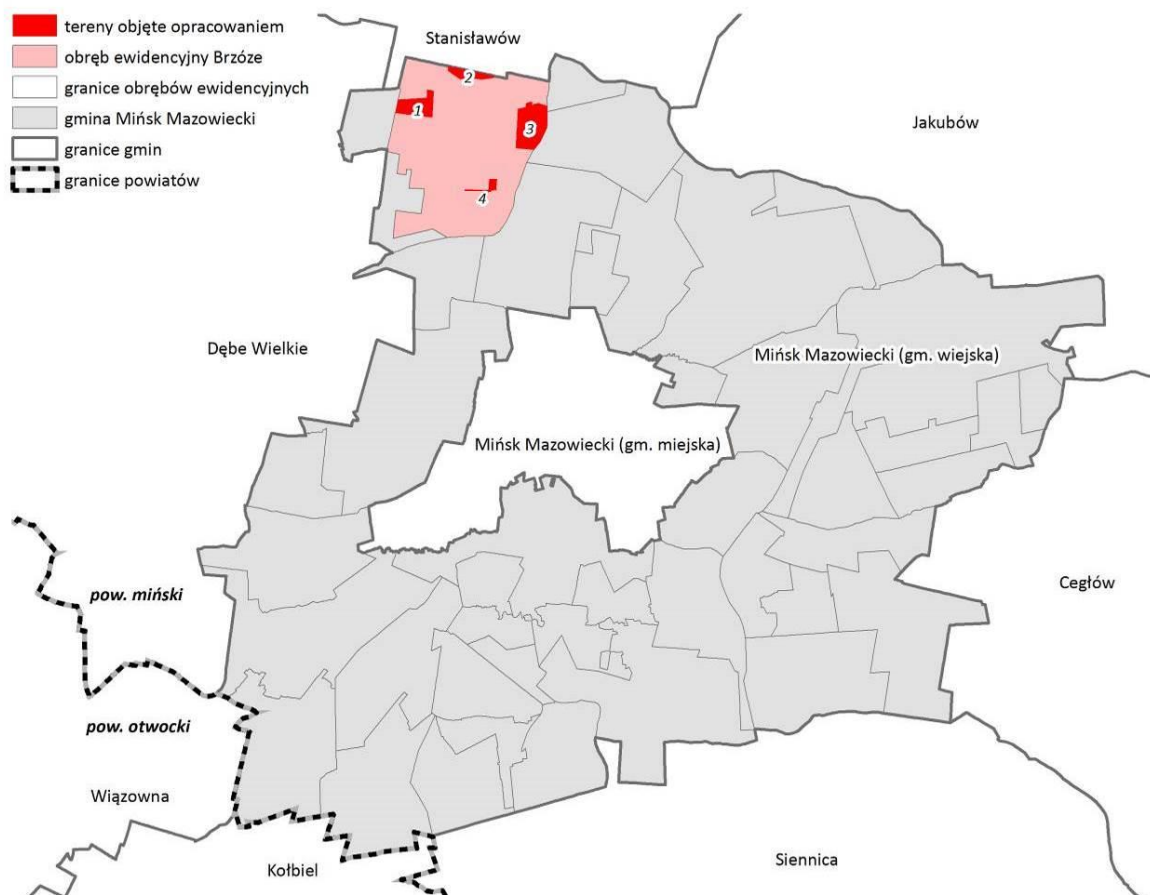 tereny objęte opracowaniem
obręb ewidencyjny Brzóze
granice obrębów ewidencyjnych
gmina Mińsk Mazowiecki
granice gmin
granice powiatów
Stanisławów
2
1
3
Jakubów
4
Dębe Wielkie
Mińsk Mazowiecki (gm. wiejska)
Mińsk Mazowiecki (gm. miejska)
Cegłów
pow. miński
pow. otwocki
Wiązowna
Kołbiel
Siennica